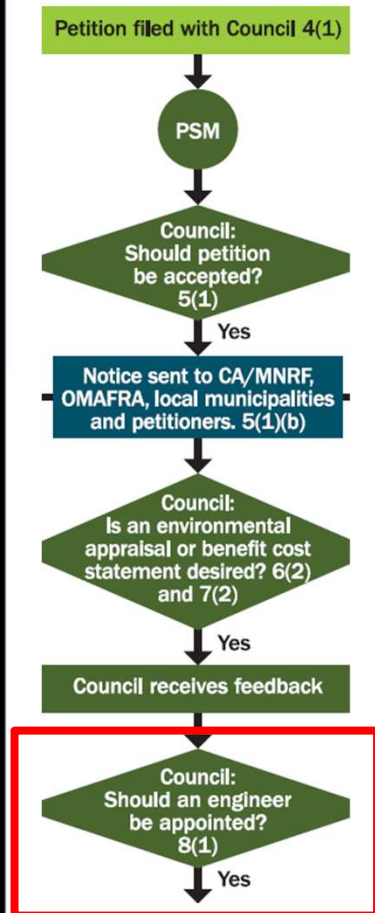 Petition filed with Council 4(1)
PSM
Council:
Should petition
be accepted?
5(1)
Yes
Notice sent to CA/MNRF,
OMAFRA, local municipalities
and petitioners. 5(1)(b)
Council:
Is an environmental
appraisal or benefit cost
statement desired? 6(2)
and 7(2)
Yes
Council receives feedback
Council:
Should an engineer
be appointed?
8(1)
Yes